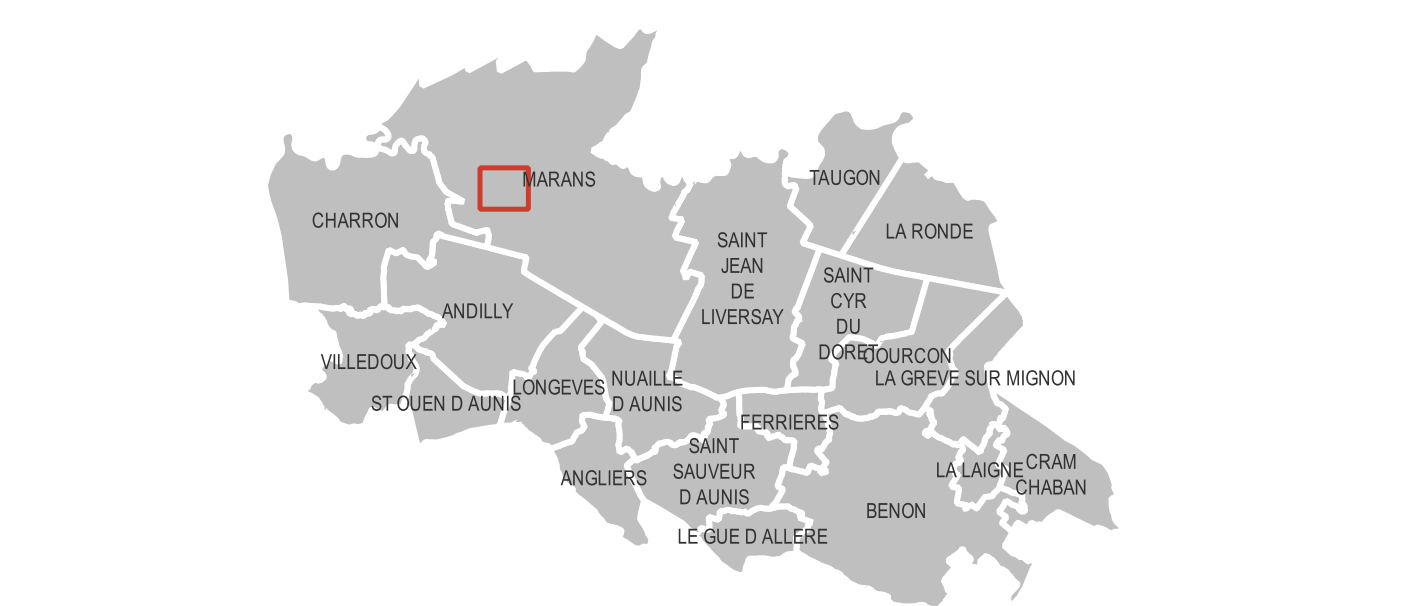 MARANS
TAUGON
CHARRON
LA RONDE
SAINT
JEAN
DE
LIVERSAY
SAINT
CYR
DU
DORET
ANDILLY
COURCON
VILLEDOUX
LA GREVE SUR MIGNON
LONGEVES
NUAILLE
D AUNIS
ST OUEN D AUNIS
FERRIERES
SAINT
SAUVEUR
D AUNIS
ANGLIERS
LA LAIGNE
CRAM
CHABAN
BENON
LE GUE D ALLERE